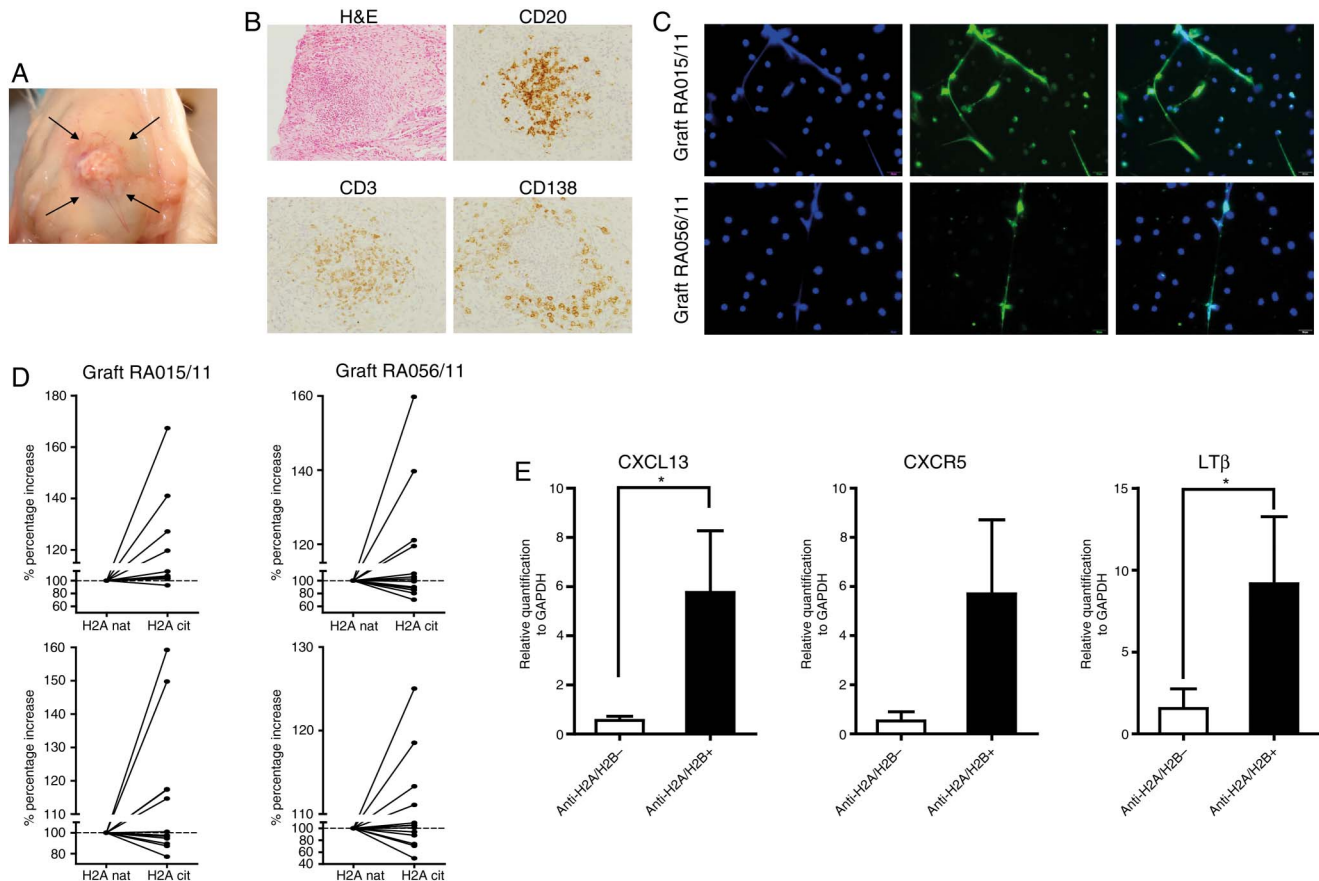 A
B
H&E
CD20
CD3
CD138
C
Graft RA015/11
Graft RA056/11
D
Graft RA015/11
% percentage increase
180
160
140
120
100
80
60
H2A nat
H2A cit
Graft RA056/11
% percentage increase
160
140
120
100
80
60
H2A nat
H2A cit
% percentage increase
160
150
140
130
120
110
100
80
H2A nat
H2A cit
% percentage increase
130
120
110
100
80
60
40
H2A nat
H2A cit
E
CXCL13
*
Relative quantification
to GAPDH
10
8
6
4
2
0
Anti-H2A/H2B–
Anti-H2A/H2B+
CXCR5
Relative quantification
to GAPDH
10
8
6
4
2
0
Anti-H2A/H2B–
Anti-H2A/H2B+
LTβ
*
Relative quantification
to GAPDH
15
10
5
0
Anti-H2A/H2B–
Anti-H2A/H2B+